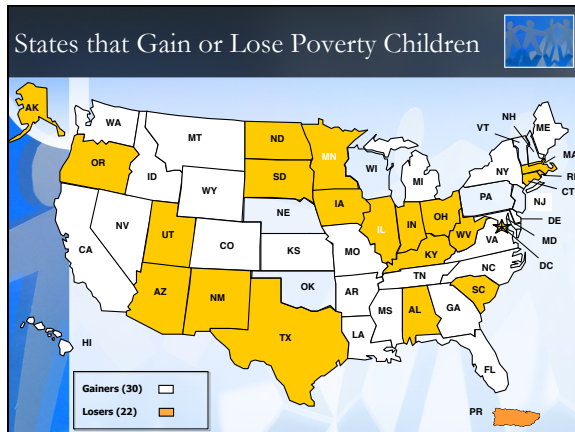 States that Gain or Lose Poverty Children
AK
WA
MT
ND
MN
VT
NH
ME
OR
ID
SD
WI
MI
NY
MA
RI
CT
WY
IA
PA
NJ
NE
IL
IN
OH
DE
NV
UT
CO
KS
MO
KY
WV
VA
MD
DC
CA
TN
NC
AZ
NM
OK
AR
SC
MS
AL
GA
TX
LA
HI
FL
Gainers (30)
Losers (22)
PR